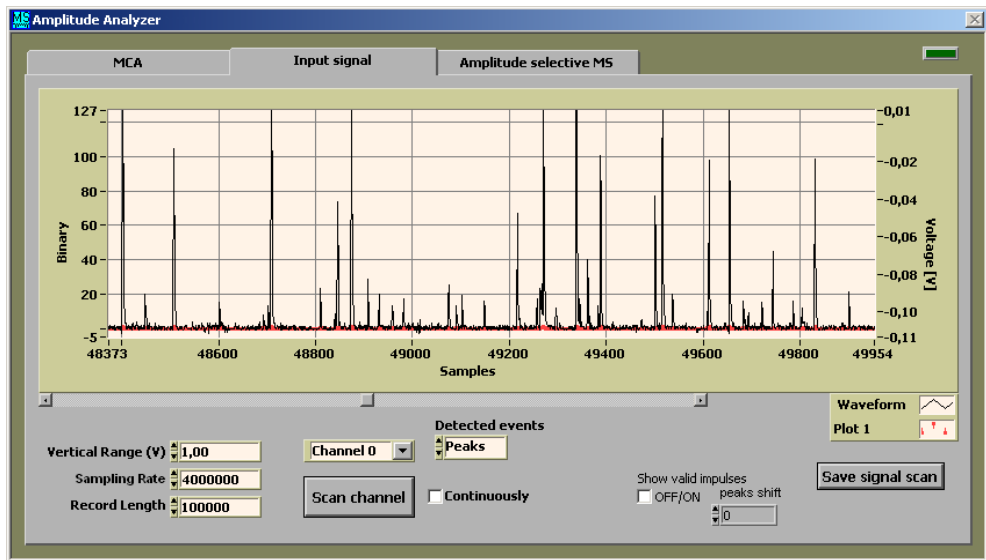 MS
Amplitude Analyzer
MCA
Input signal
Amplitude selective MS
127
100
80
60
40
20
-5
Binary
-0,01
-0,02
-0,04
-0,06
-0,08
-0,10
-0,11
Voltage [V]
48373
48600
48800
49000
49200
49400
49600
49800
49954
Samples
Waveform
Plot 1
Detected events
Peaks
Vertical Range (V) 1,00
Sampling Rate 4000000
Record Length 100000
Channel 0
Scan channel
Continuously
Show valid impulses
OFF/ON
peaks shift
0
Save signal scan